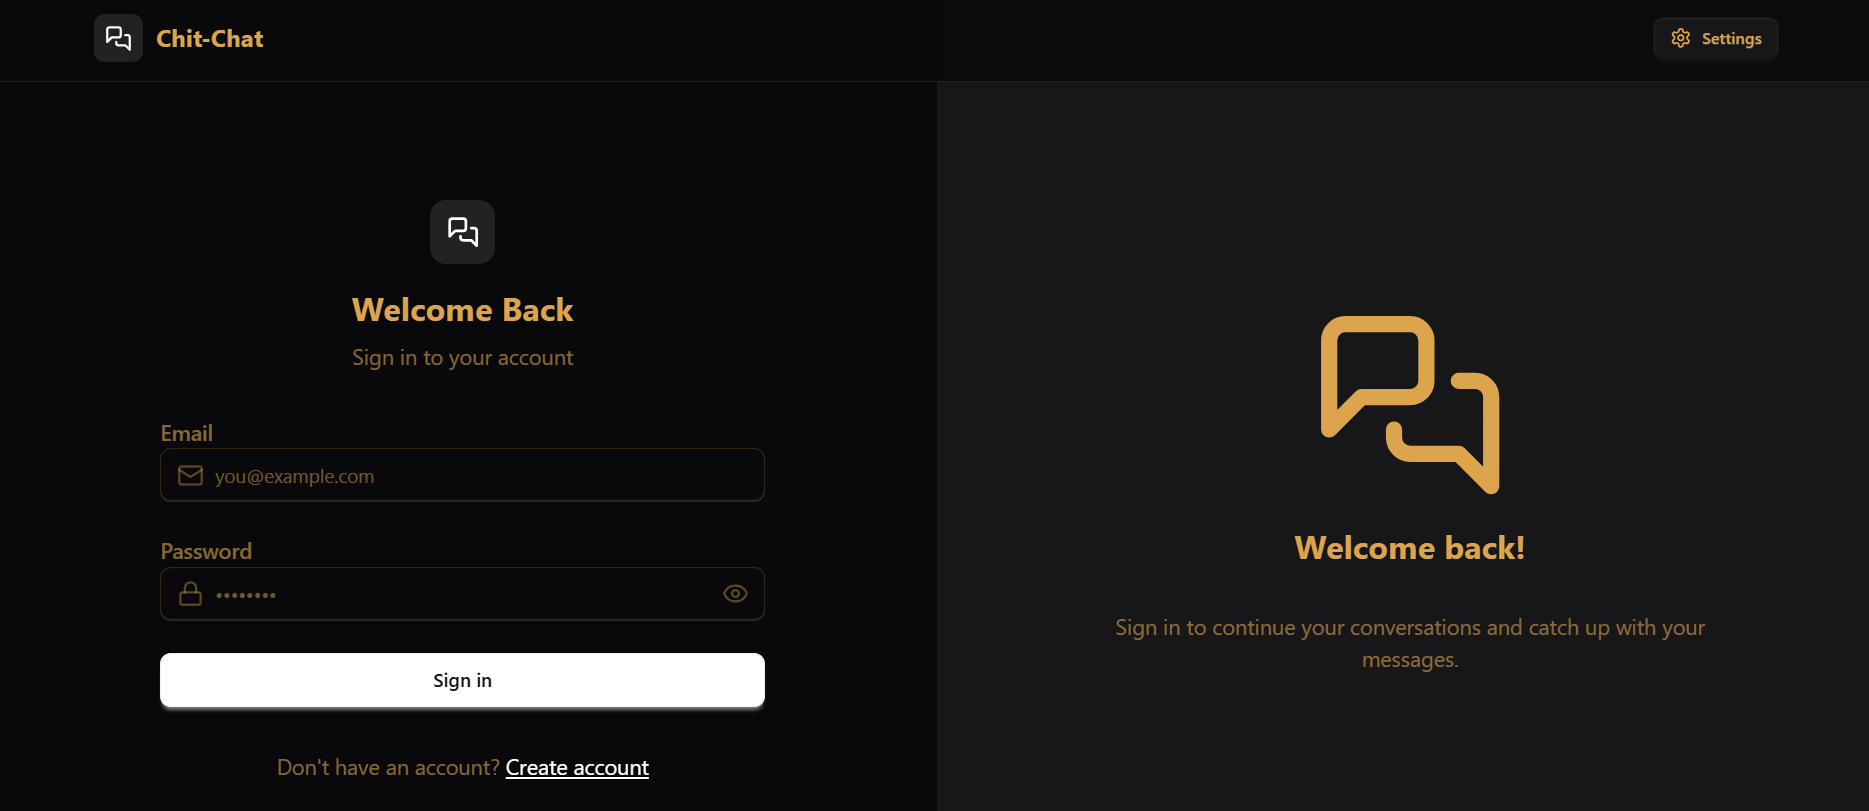 Chit-Chat
Settings
Welcome Back
Sign in to your account
Email
you@example.com
Password
••••••••
Sign in
Don't have an account? Create account
Welcome back!
Sign in to continue your conversations and catch up with your
messages.